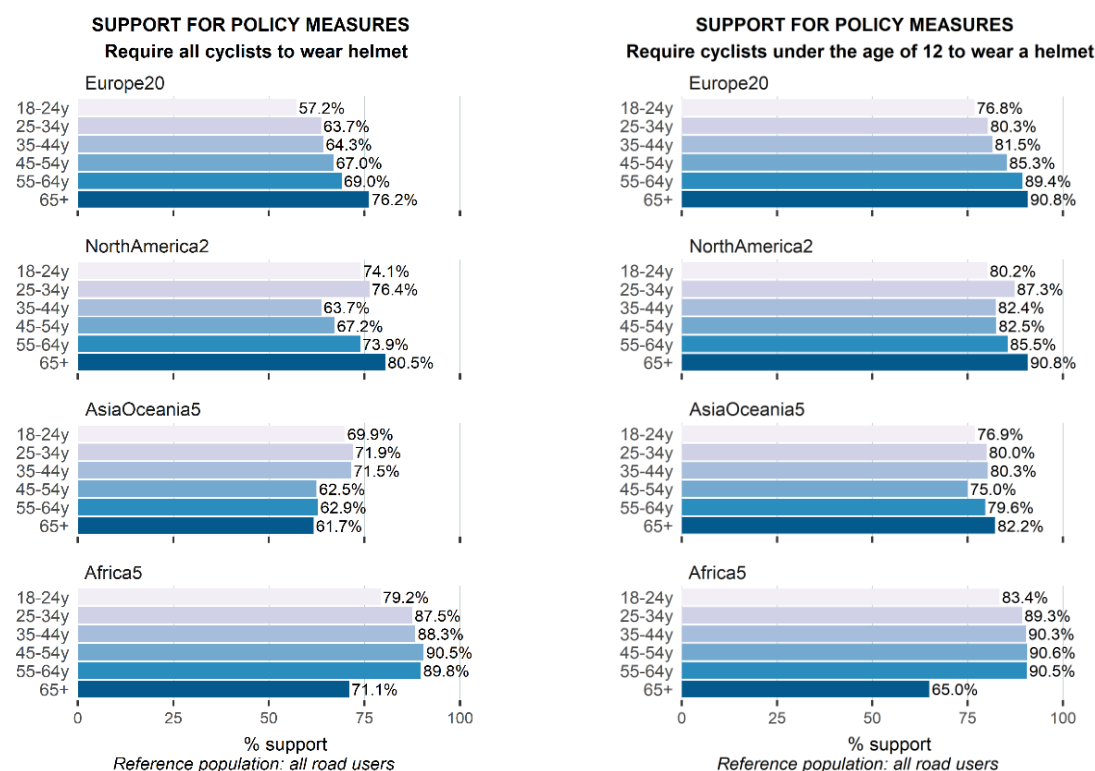 SUPPORT FOR POLICY MEASURES
Require all cyclists to wear helmet
Europe20
18-24y 57.2%
25-34y 63.7%
35-44y 64.3%
45-54y 67.0%
55-64y 69.0%
65+ 76.2%
NorthAmerica2
18-24y 74.1%
25-34y 76.4%
35-44y 63.7%
45-54y 67.2%
55-64y 73.9%
65+ 80.5%
AsiaOceania5
18-24y 69.9%
25-34y 71.9%
35-44y 71.5%
45-54y 62.5%
55-64y 62.9%
65+ 61.7%
Africa5
18-24y 79.2%
25-34y 87.5%
35-44y 88.3%
45-54y 90.5%
55-64y 89.8%
65+ 71.1%
0 25 50 75 100
% support
Reference population: all road users
SUPPORT FOR POLICY MEASURES
Require cyclists under the age of 12 to wear a helmet
Europe20
18-24y 76.8%
25-34y 80.3%
35-44y 81.5%
45-54y 85.3%
55-64y 89.4%
65+ 90.8%
NorthAmerica2
18-24y 80.2%
25-34y 87.3%
35-44y 82.4%
45-54y 82.5%
55-64y 85.5%
65+ 90.8%
AsiaOceania5
18-24y 76.9%
25-34y 80.0%
35-44y 80.3%
45-54y 75.0%
55-64y 79.6%
65+ 82.2%
Africa5
18-24y 83.4%
25-34y 89.3%
35-44y 90.3%
45-54y 90.6%
55-64y 90.5%
65+ 65.0%
0 25 50 75 100
% support
Reference population: all road users